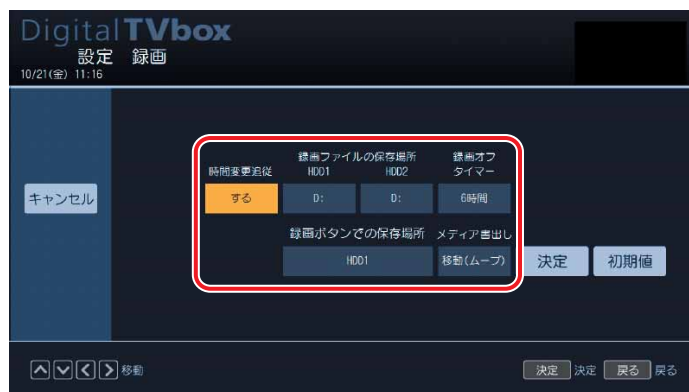 Digital TVbox
設定 録画
10/21(金) 11:16
録画ファイルの保存場所 録画オフ
時間変更追従 HDD1 HDD2 タイマー
キャンセル する D: D: 6時間
録画ボタンでの保存場所 メディア書出し
HDD1 移動(ムーブ) 決定 初期値
移動 決定 決定 戻る 戻る